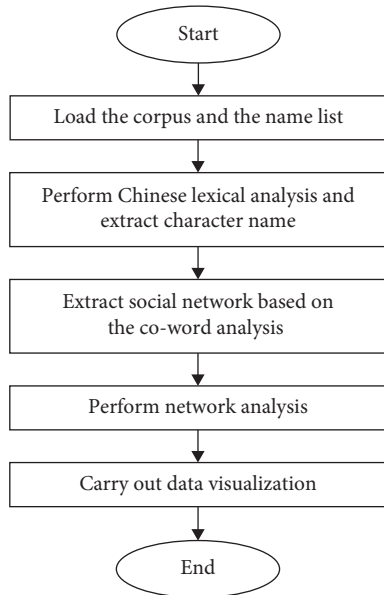 Start
Load the corpus and the name list
Perform Chinese lexical analysis and
extract character name
Extract social network based on
the co-word analysis
Perform network analysis
Carry out data visualization
End